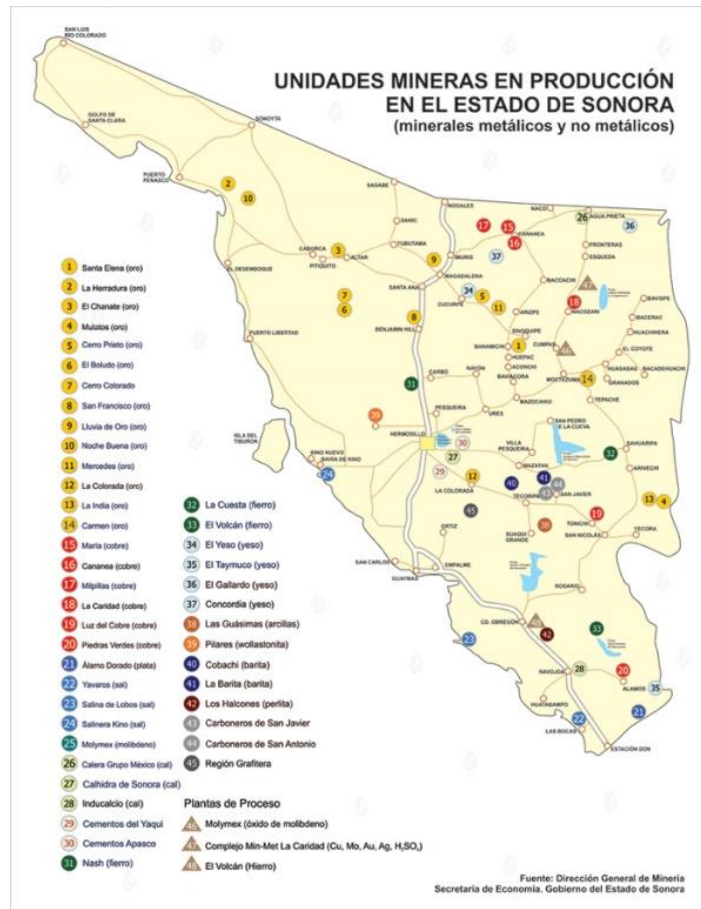 SAN LUIS
RIO COLORADO
UNIDADES MINERAS EN PRODUCCIÓN
EN EL ESTADO DE SONORA
(minerales metálicos y no metálicos)
GOLFO DE
SANTA CLARA
SONOYTA
PUERTO
PEÑASCO
SASABE
NOGALES
NACO
AGUA PRIETA
SARIC
CANANEA
FRONTERAS
CABORCA
TUBUTAMA
IMURIS
ESQUEDA
PITIQUITO
ALTAR
MAGDALENA
EL DESEMBOQUE
SANTA ANA
BACOACHI
CUCURPE
NACOZARI
BAVISPE
ARIZPE
BACERAC
BENJAMIN HILL
HUACHINERA
PUERTO LIBERTAD
BANAMICHI
CUMPAS
EL COYOTE
HUEPAC
ACONCHI
HUASABAS
BACADEHUACHI
CARBO
RAYÓN
BAVIACORA
MOCTEZUMA
GRANADOS
PESQUEIRA
MAZOCAHUI
TEPACHE
URES
ISLA DEL
TIBURON
HERMOSILLO
SAN PEDRO
DE LA CUEVA
VILLA
PESQUEIRA
SAHUARIPA
KINO NUEVO
BAHIA DE KINO
MAZATAN
ARIVECHI
LA COLORADA
TECORIPA
SAN JAVIER
TONICHI
ORTIZ
SUAQUI
GRANDE
SAN NICOLÁS
YECORA
SAN CARLOS
EMPALME
GUAYMAS
ROSARIO
CD. OBREGÓN
NAVOJOA
ALAMOS
HUATABAMPO
LAS BOCAS
ESTACIÓN DON
1 Santa Elena (oro)
2 La Herradura (oro)
3 El Chanate (oro)
4 Mulatos (oro)
5 Cerro Prieto (oro)
6 El Boludo (oro)
7 Cerro Colorado
8 San Francisco (oro)
9 Lluvia de Oro (oro)
10 Noche Buena (oro)
11 Mercedes (oro)
12 La Colorada (oro)
13 La India (oro)
14 Carmen (oro)
15 María (cobre)
16 Cananea (cobre)
17 Milpillas (cobre)
18 La Caridad (cobre)
19 Luz del Cobre (cobre)
20 Piedras Verdes (cobre)
21 Álamo Dorado (plata)
22 Yavaros (sal)
23 Salina de Lobos (sal)
24 Salinera Kino (sal)
25 Molymex (molibdeno)
26 Calera Grupo México (cal)
27 Calhidra de Sonora (cal)
28 Inducalcio (cal)
29 Cementos del Yaqui
30 Cementos Apasco
31 Nash (fierro)
32 La Cuesta (fierro)
33 El Volcán (fierro)
34 El Yeso (yeso)
35 El Taymuco (yeso)
36 El Gallardo (yeso)
37 Concordia (yeso)
38 Las Guásimas (arcillas)
39 Pilares (wollastonita)
40 Cobachi (barita)
41 La Barita (barita)
42 Los Halcones (perlita)
43 Carboneros de San Javier
44 Carboneros de San Antonio
45 Región Grafitera
Plantas de Proceso
46 Molymex (óxido de molibdeno)
47 Complejo Min-Met La Caridad (Cu, Mo, Au, Ag, H₂SO₄)
48 El Volcán (Hierro)
Fuente: Dirección General de Minería
Secretaria de Economía. Gobierno del Estado de Sonora